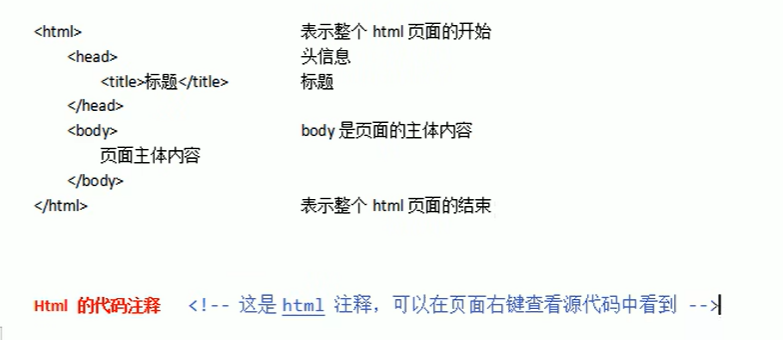 <html> 表示整个 html 页面的开始
<head> 头信息
<title>标题</title> 标题
</head>
<body> body 是页面的主体内容
页面主体内容
</body>
</html> 表示整个 html 页面的结束
Html 的代码注释 <!-- 这是 html 注释，可以在页面右键查看源代码中看到 -->